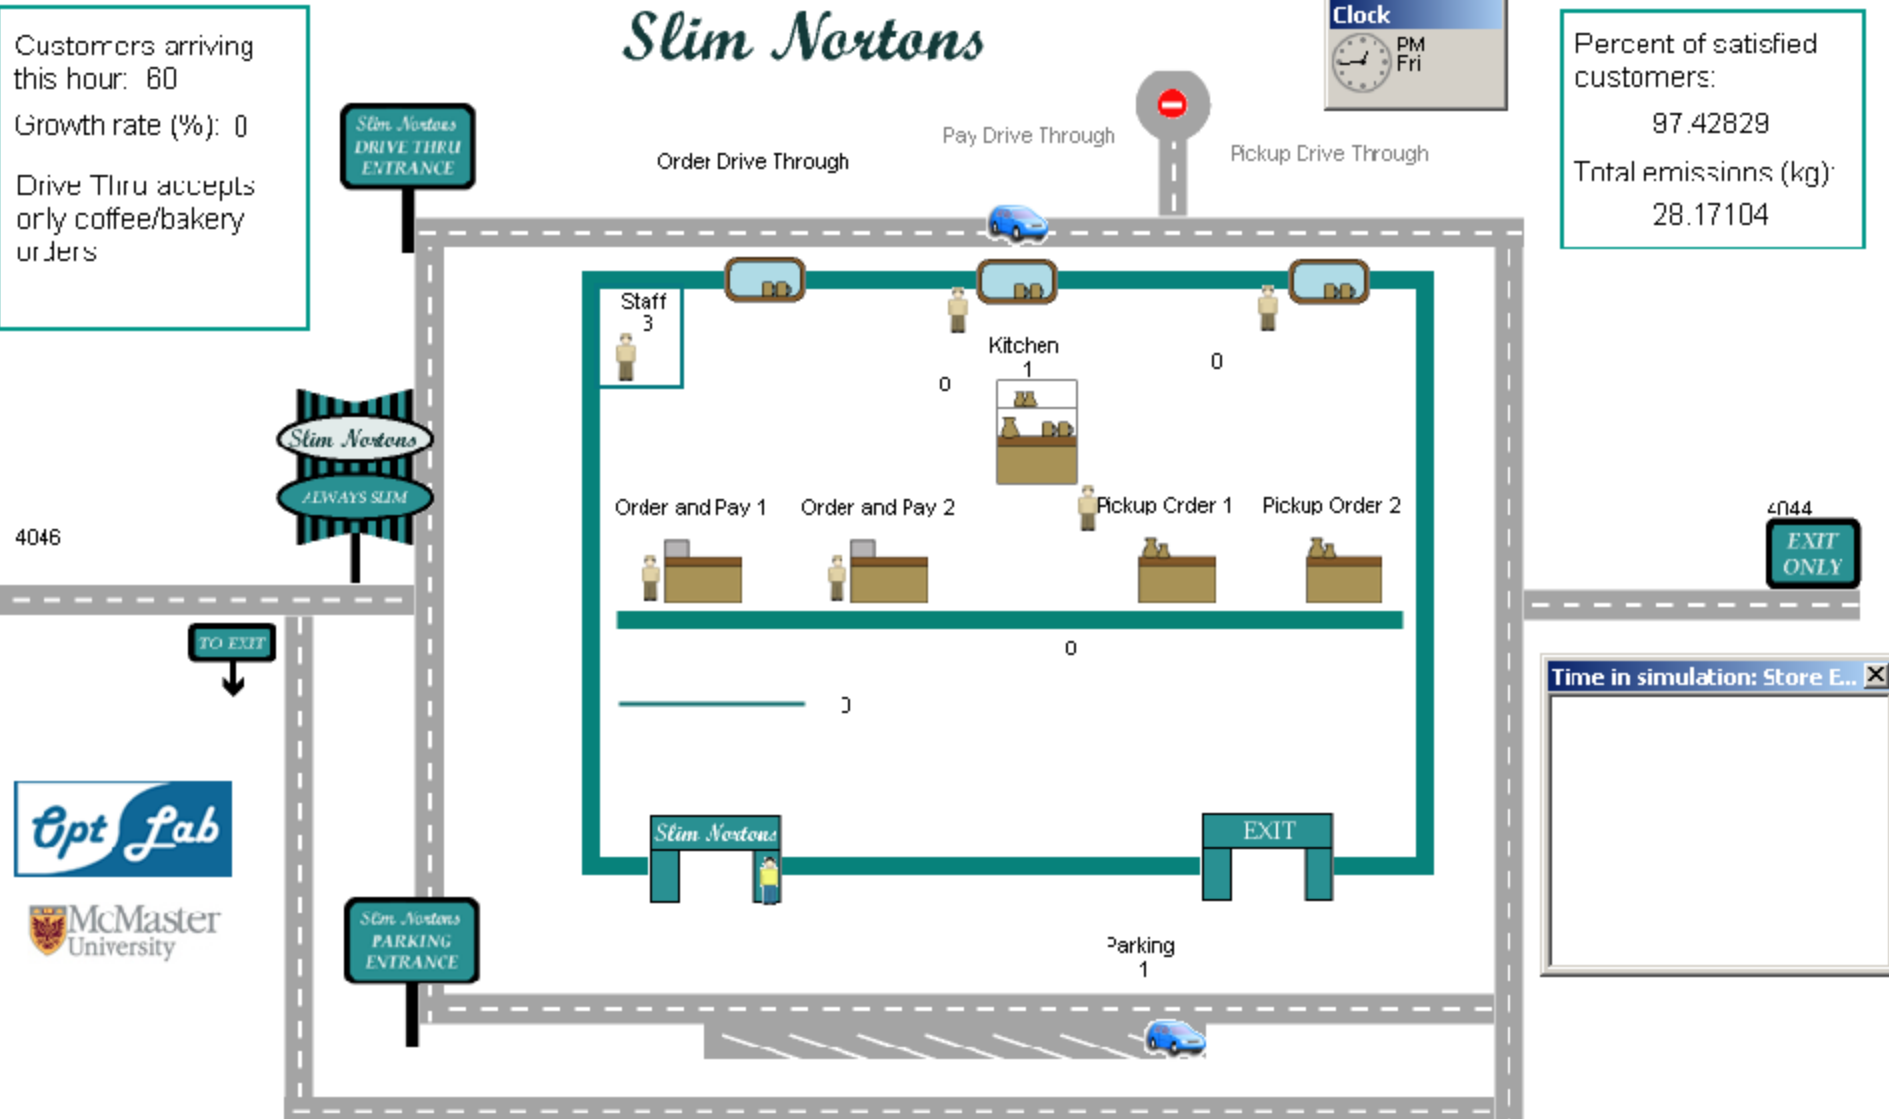 Slim Nortons
Customers arriving
this hour: 60
Growth rate (%): 0
Drive Thru accepts
only coffee/bakery
orders
Clock
PM
Fri
Percent of satisfied
customers:
97.42829
Total emissions (kg):
28.17104
Slim Nortons
DRIVE THRU
ENTRANCE
Order Drive Through
Pay Drive Through
Pickup Drive Through
Staff
3
Kitchen
1
0
0
Slim Nortons
ALWAYS SLIM
4046
Order and Pay 1
Order and Pay 2
Pickup Order 1
Pickup Order 2
4044
EXIT
ONLY
TO EXIT
0
0
Time in simulation: Store E...
Opt Lab
McMaster
University
Slim Nortons
EXIT
Slim Nortons
PARKING
ENTRANCE
Parking
1